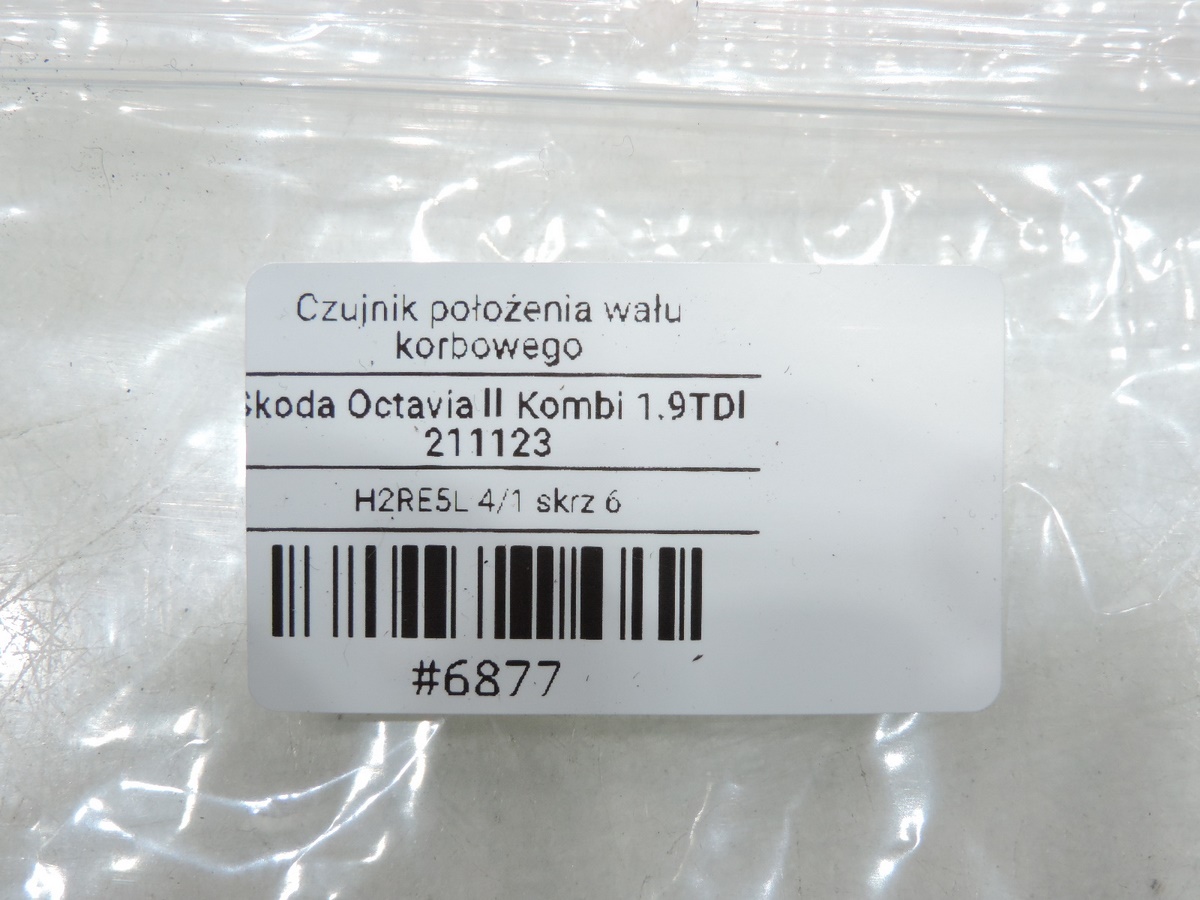 Czujnik położenia wału
korbowego
Skoda Octavia II Kombi 1.9TDI
211123
H2RE5L 4/1 skrz 6
#6877